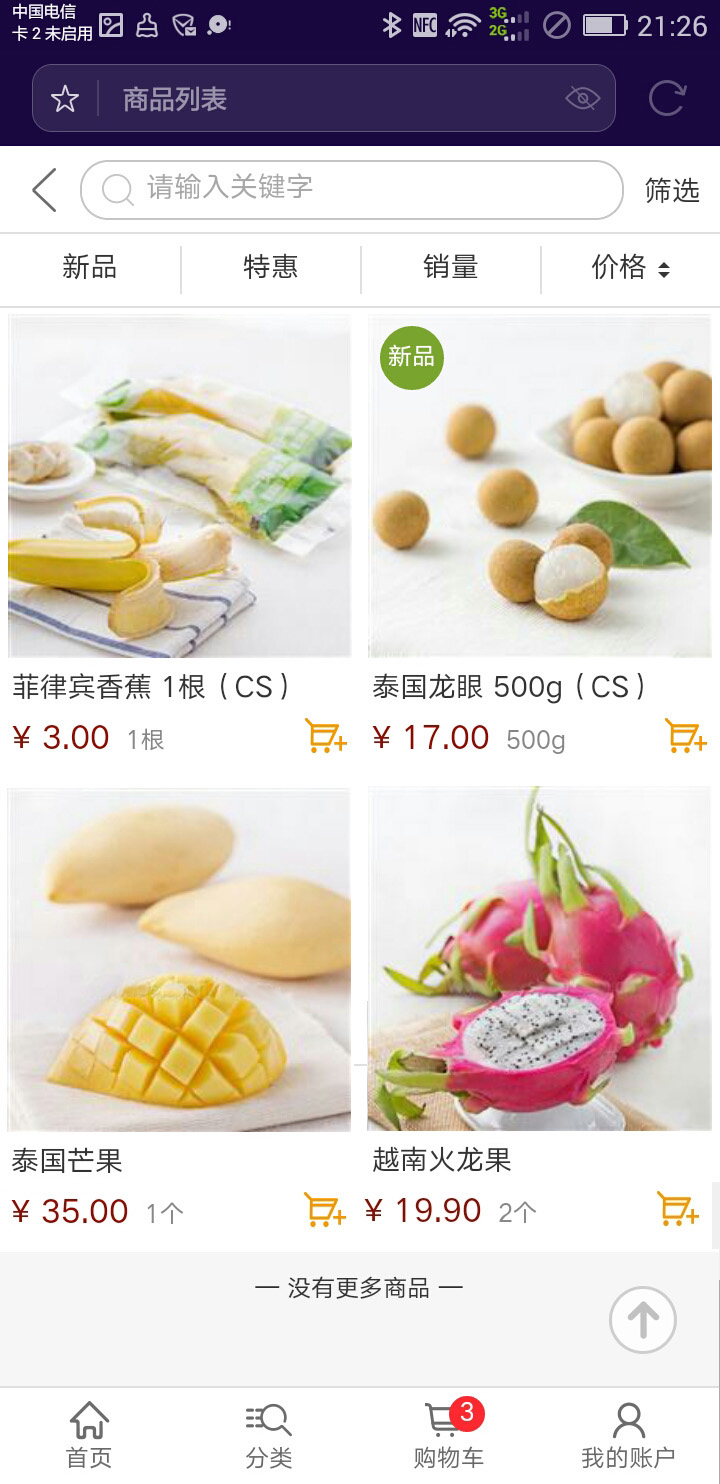 中国电信
卡 2 未启用
NFC
3G
2G
21:26
商品列表
请输入关键字
筛选
新品
特惠
销量
价格
新品
菲律宾香蕉 1根（CS）
¥ 3.00 1根
泰国龙眼 500g（CS）
¥ 17.00 500g
泰国芒果
¥ 35.00 1个
越南火龙果
¥ 19.90 2个
— 没有更多商品 —
首页
分类
3
购物车
我的账户